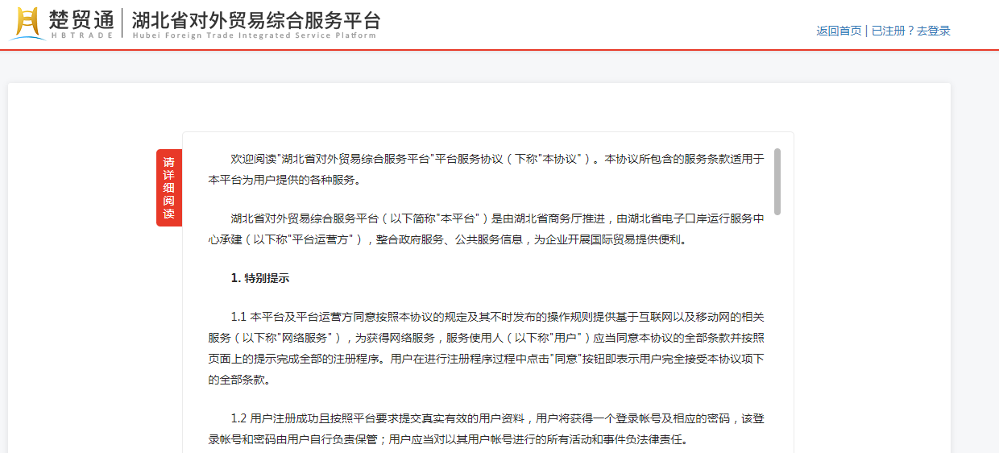 楚贸通
HBTRADE
湖北省对外贸易综合服务平台
Hubei Foreign Trade Integrated Service Platform
返回首页 | 已注册？去登录
请详细阅读
欢迎阅读"湖北省对外贸易综合服务平台"平台服务协议（下称"本协议"）。本协议所包含的服务条款适用于
本平台为用户提供的各种服务。
湖北省对外贸易综合服务平台（以下简称"本平台"）是由湖北省商务厅推进，由湖北省电子口岸运行服务中
心承建（以下称"平台运营方"），整合政府服务、公共服务信息，为企业开展国际贸易提供便利。
1. 特别提示
1.1 本平台及平台运营方同意按照本协议的规定及其不时发布的操作规则提供基于互联网以及移动网的相关
服务（以下称"网络服务"），为获得网络服务，服务使用人（以下称"用户"）应当同意本协议的全部条款并按照
页面上的提示完成全部的注册程序。用户在进行注册程序过程中点击"同意"按钮即表示用户完全接受本协议项下
的全部条款。
1.2 用户注册成功且按照平台要求提交真实有效的用户资料，用户将获得一个登录帐号及相应的密码，该登
录帐号和密码由用户自行负责保管；用户应当对以其用户帐号进行的所有活动和事件负法律责任。